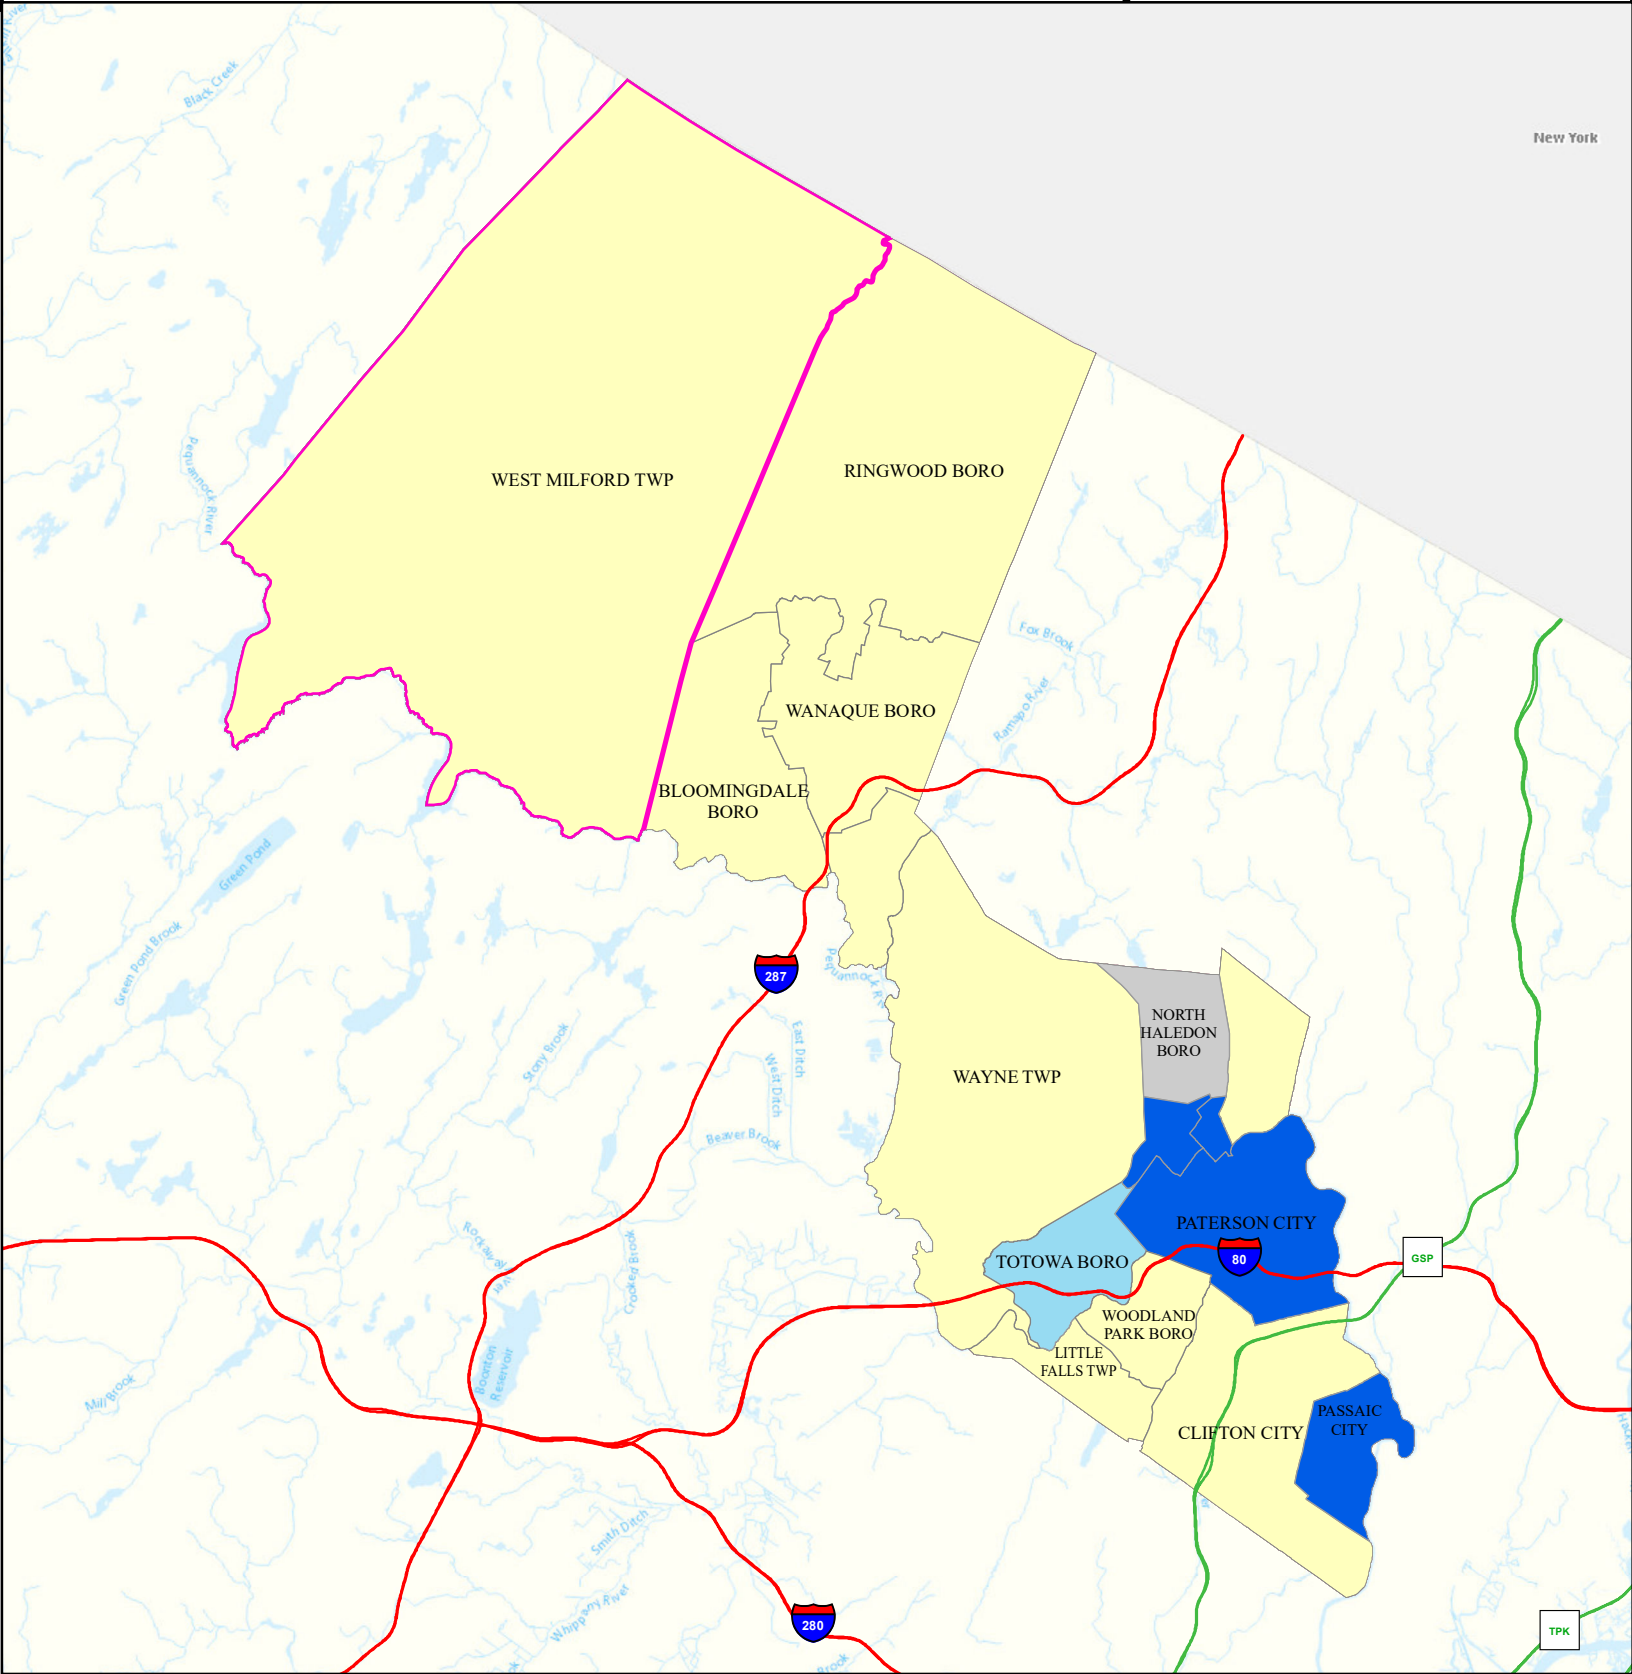 New York
Black Creek
Pequannock River
WEST MILFORD TWP
RINGWOOD BORO
Fox Brook
Ramapo River
WANAQUE BORO
BLOOMINGDALE
BORO
Green Pond
Green Pond Brook
287
Pequannock
NORTH
HALEDON
BORO
Stony Brook
East Ditch
West Ditch
WAYNE TWP
Beaver Brook
PATERSON CITY
80
GSP
TOTOWA BORO
Rockaway
Crooked Brook
WOODLAND
PARK BORO
LITTLE
FALLS TWP
Boonton
Reservoir
Mill Brook
PASSAIC
CITY
CLIFTON CITY
Smith Ditch
Whippany River
280
TPK
Brook